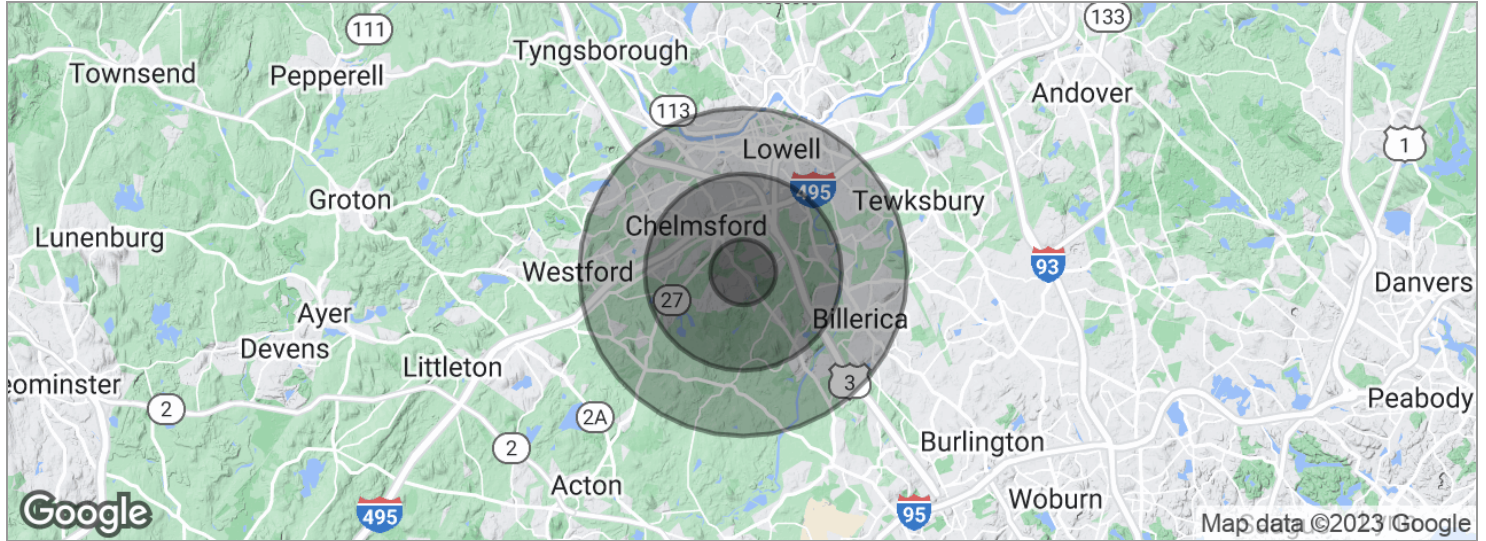 111
133
Tyngsborough
Townsend
Pepperell
Andover
113
1
Lowell
495
Groton
Tewksbury
Chelmsford
Lunenburg
Westford
93
Danvers
27
Ayer
Billerica
Devens
Littleton
eominster
3
2
Peabody
2A
Burlington
2
Acton
Woburn
Google
495
95
Map data ©2023 Google